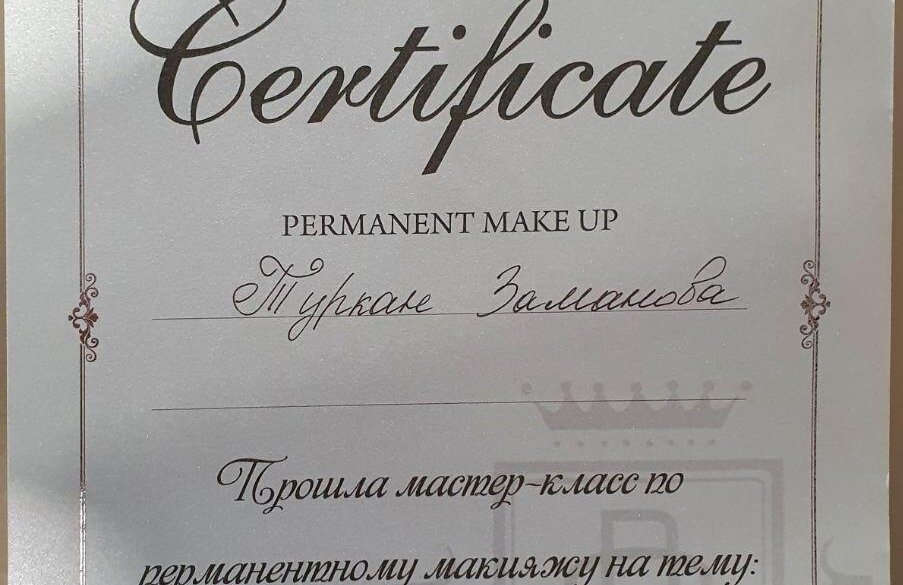 Certificate
PERMANENT MAKE UP
Туркан Заманова
Прошла мастер-класс по
перманентному макияжу на тему: